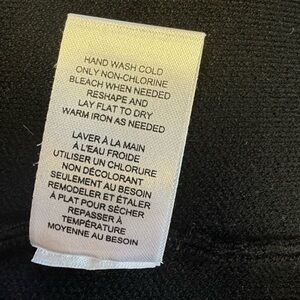 HAND WASH COLD
ONLY NON-CHLORINE
BLEACH WHEN NEEDED
RESHAPE AND
LAY FLAT TO DRY
WARM IRON AS NEEDED
LAVER À LA MAIN
À L'EAU FROIDE
UTILISER UN CHLORURE
NON DÉCOLORANT
SEULEMENT AU BESOIN
REMODELER ET ÉTALER
À PLAT POUR SÉCHER
REPASSER À
TEMPÉRATURE
MOYENNE AU BESOIN